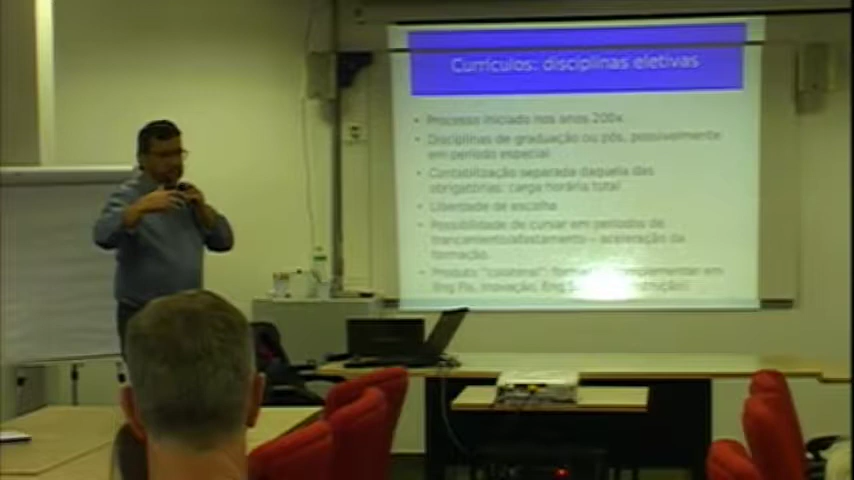 Currículos: disciplinas eletivas
• Processo iniciado nos anos 200x
• Disciplinas de graduação ou pós, possivelmente
em período especial
• Contabilização separada daquela das
obrigatórias: carga horária total
• Liberdade de escolha
• Possibilidade de cursar em períodos de
trancamento/afastamento – aceleração da
formação.
• Produto "colateral": complementar em
Eng Fis, Inovação, Eng